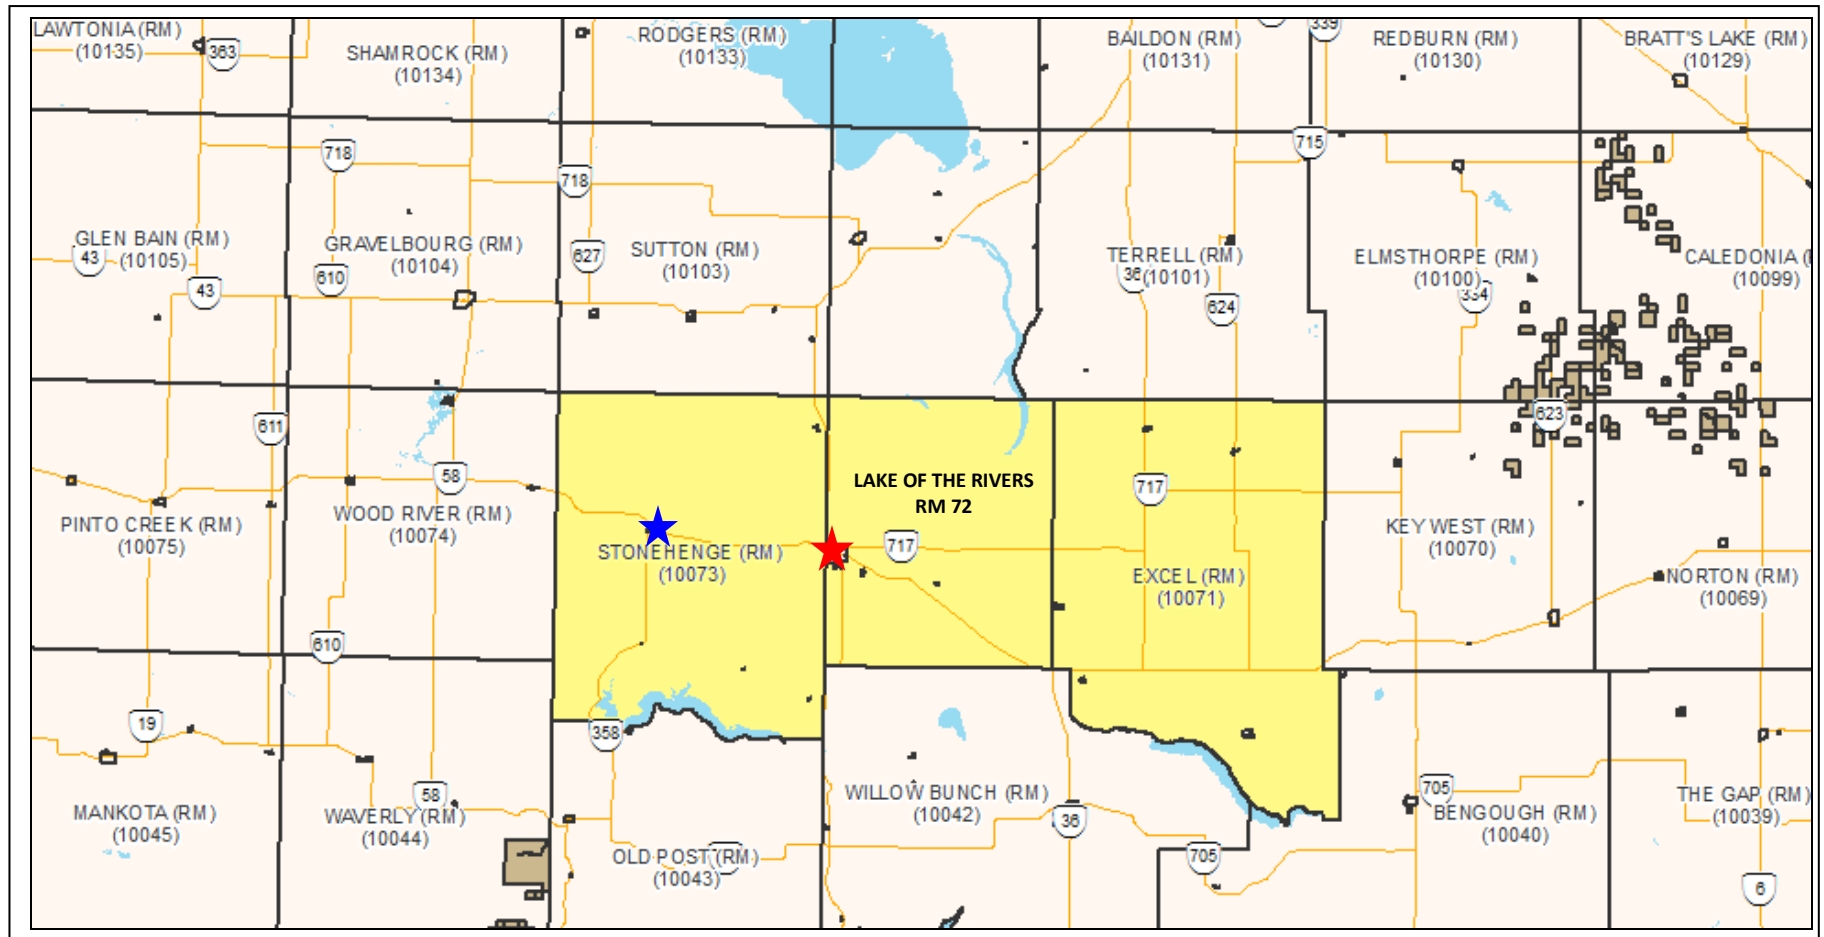 LAWTONIA (RM)
(10135)
363
SHAMROCK (RM)
(10134)
RODGERS (RM)
(10133)
BAILDON (RM)
(10131)
339
REDBURN (RM)
(10130)
BRATT'S LAKE (RM)
(10129)
718
718
715
GLEN BAIN (RM)
43
(10105)
43
GRAVELBOURG (RM)
(10104)
610
627
SUTTON (RM)
(10103)
TERRELL (RM)
36
(10101)
624
ELMSTHORPE (RM)
(10100)
334
CALEDONIA (
(10099)
611
58
623
717
LAKE OF THE RIVERS
RM 72
PINTO CREEK (RM)
(10075)
WOOD RIVER (RM)
(10074)
STONEHENGE (RM)
(10073)
717
EXCEL (RM)
(10071)
KEY WEST (RM)
(10070)
NORTON (RM)
(10069)
610
19
358
MANKOTA (RM)
(10045)
58
WAVERLY (RM)
(10044)
OLD POST (RM)
(10043)
WILLOW BUNCH (RM)
(10042)
36
705
705
BENGOUGH (RM)
(10040)
THE GAP (RM)
(10039)
6